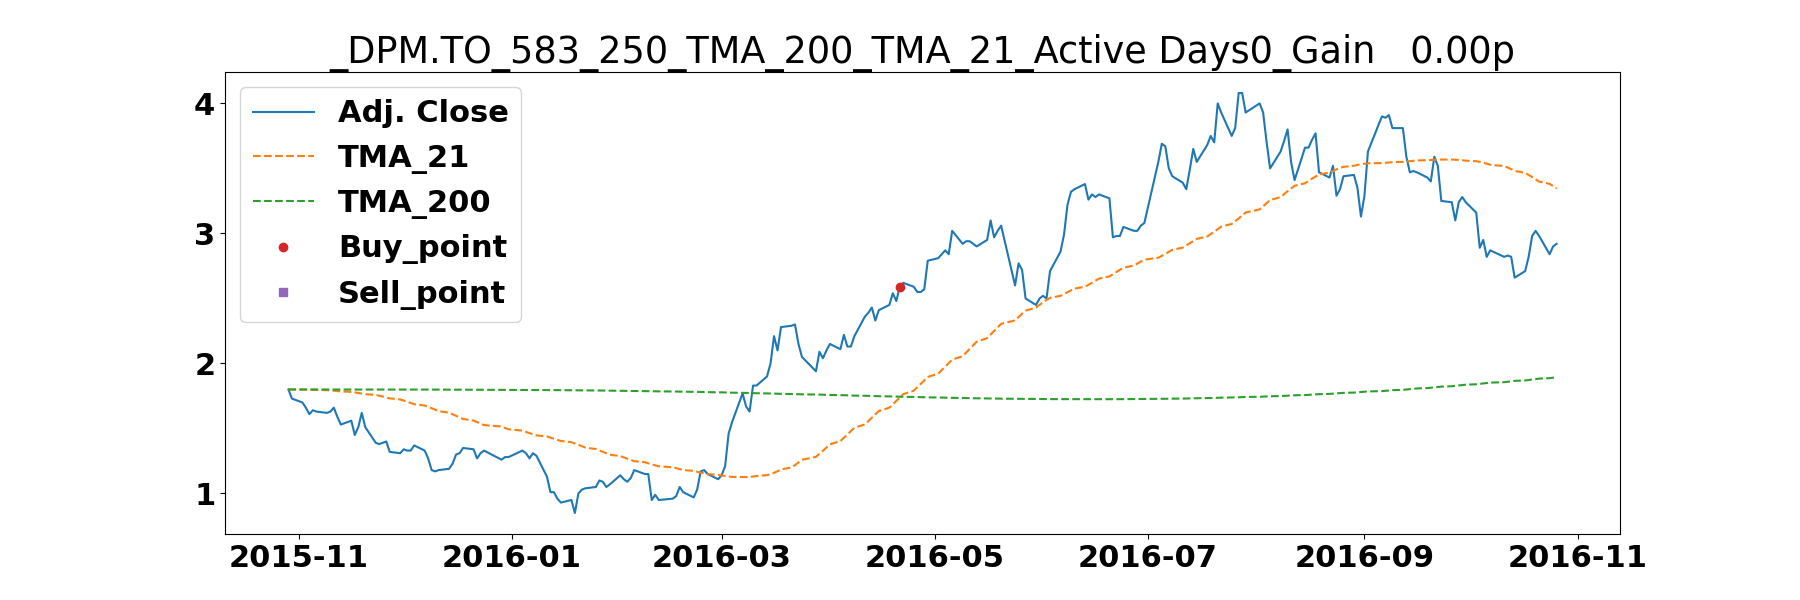 _DPM.TO_583_250_TMA_200_TMA_21_Active Days0_Gain   0.00p
Adj. Close
TMA_21
TMA_200
Buy_point
Sell_point
4
3
2
1
2015-11 2016-01 2016-03 2016-05 2016-07 2016-09 2016-11